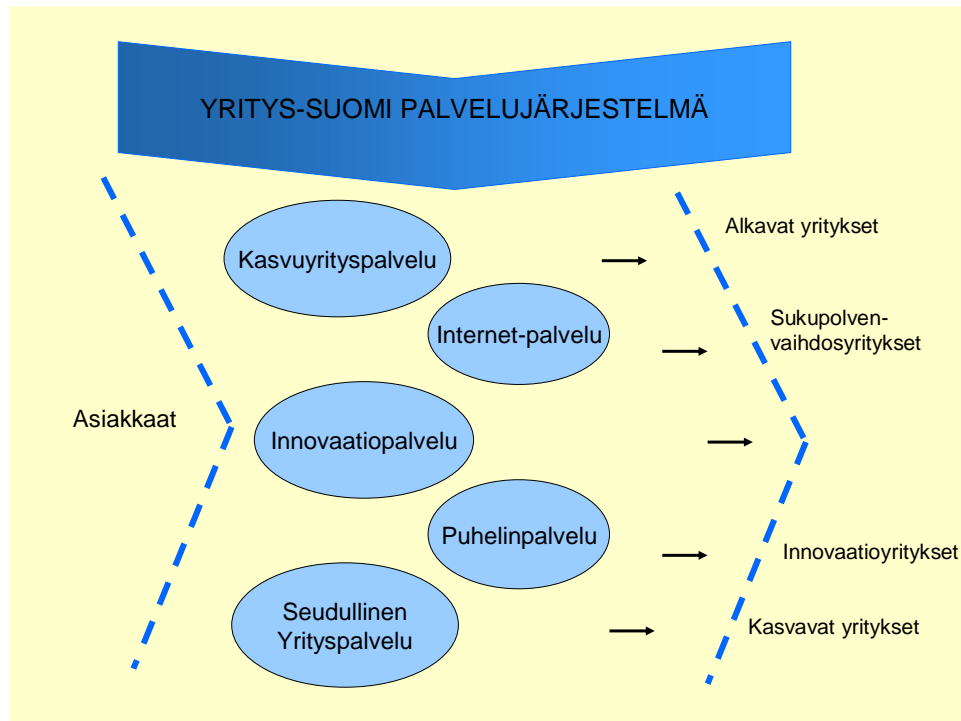 YRITYS-SUOMI PALVELUJÄRJESTELMÄ
Alkavat yritykset
Kasvuyrityspalvelu
Sukupolven-
vaihdosyritykset
Internet-palvelu
Asiakkaat
Innovaatiopalvelu
Puhelinpalvelu
Innovaatioyritykset
Seudullinen
Yrityspalvelu
Kasvavat yritykset